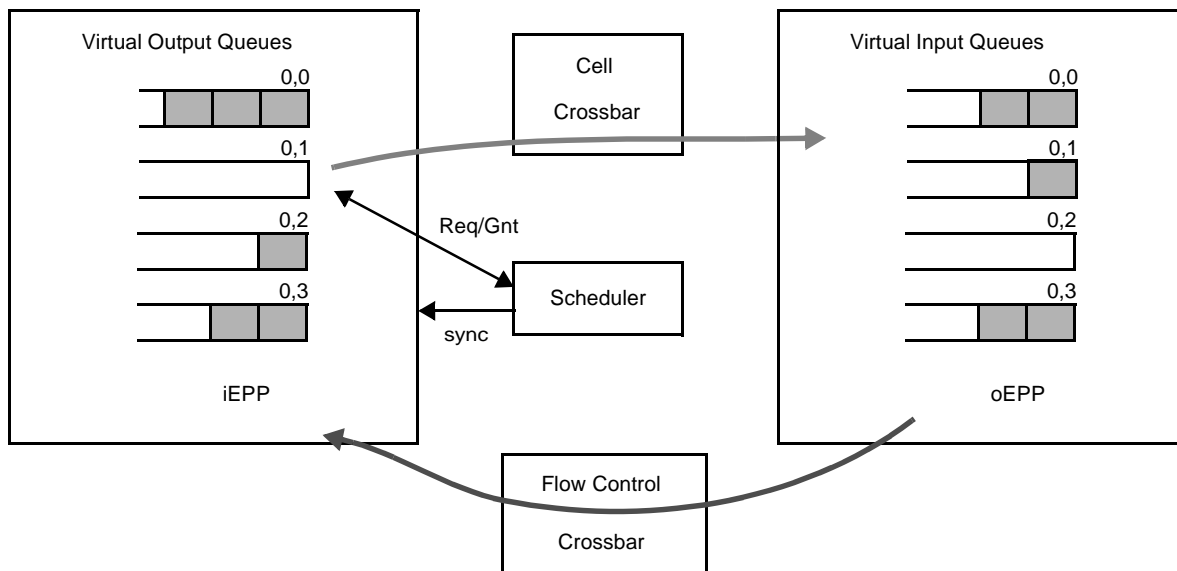 Virtual Output Queues
0,0
0,1
0,2
0,3
iEPP
Cell
Crossbar
Req/Gnt
Scheduler
sync
Flow Control
Crossbar
Virtual Input Queues
0,0
0,1
0,2
0,3
oEPP